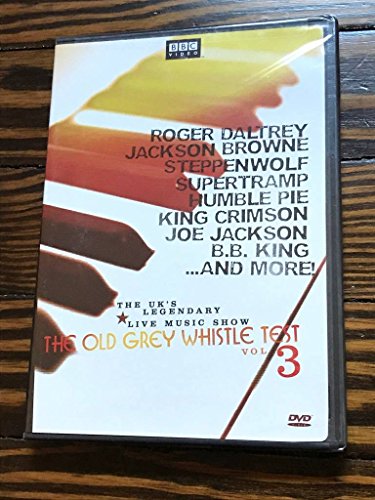 BBC
VIDEO
ROGER DALTREY
JACKSON BROWNE
STEPPENWOLF
SUPERTRAMP
HUMBLE PIE
KING CRIMSON
JOE JACKSON
B.B. KING
...AND MORE!
THE UK'S
LEGENDARY
LIVE MUSIC SHOW
THE OLD GREY WHISTLE TEST
VOL. 3
DVD
VIDEO